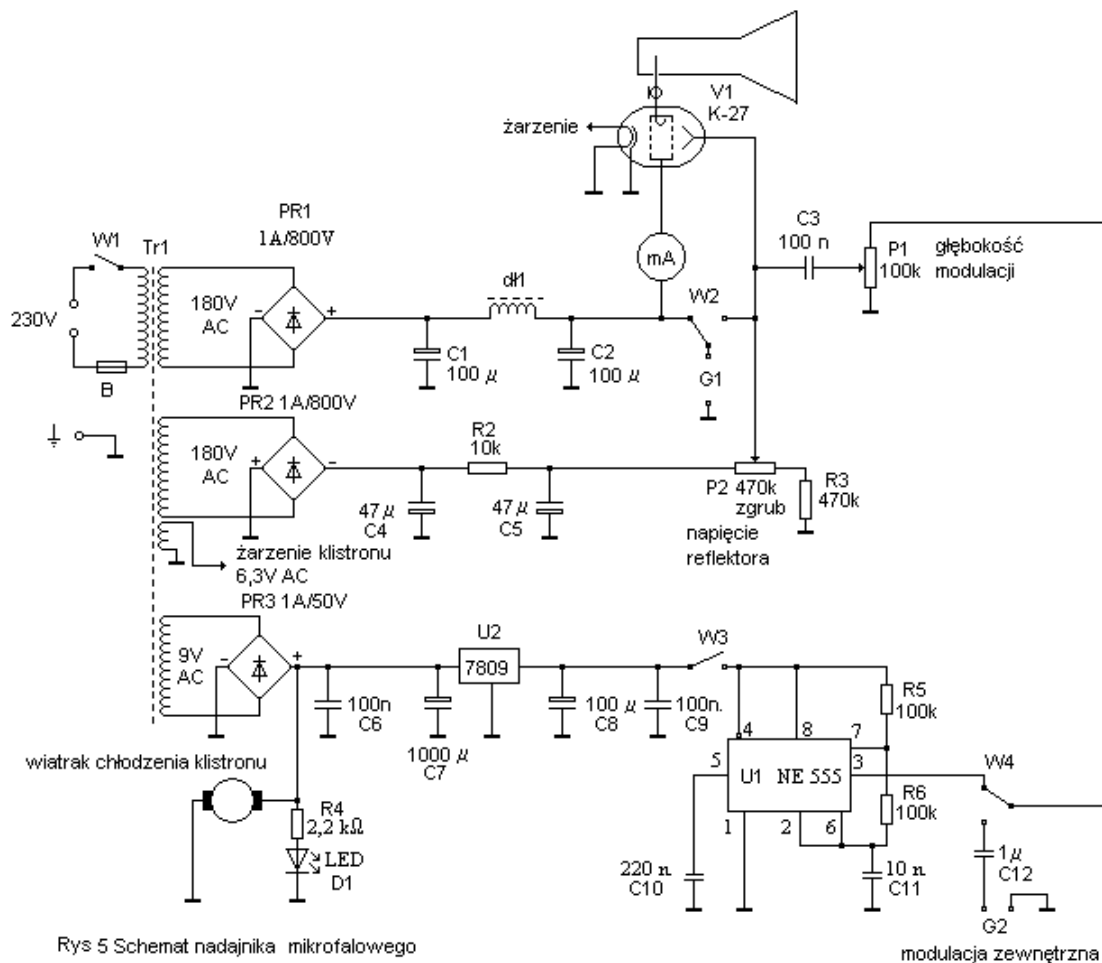 V1
K-27
żarzenie
PR1
1A/800V
C3
100 n
W1
Tr1
P1
100k
głębokość
modulacji
mA
dł1
W2
180V
AC
-
+
230V
C1
100 μ
C2
100 μ
G1
B
PR2 1A/800V
R2
10k
180V
AC
+
-
P2
470k
zgrub
R3
470k
47μ
C4
47μ
C5
napięcie
reflektora
żarzenie klistronu
6,3V AC
PR3 1A/50V
U2
7809
W3
9V
AC
-
+
R5
100k
100n
C6
100 μ
C8
100n.
C9
4
8
7
1000 μ
C7
5
U1 NE 555
3
W4
wiatrak chłodzenia klistronu
R6
100k
R4
2,2 kΩ
1
2
6
LED
D1
220 n
C10
10 n
C11
1μ
C12
G2
Rys 5 Schemat nadajnika mikrofalowego
modulacja zewnętrzna